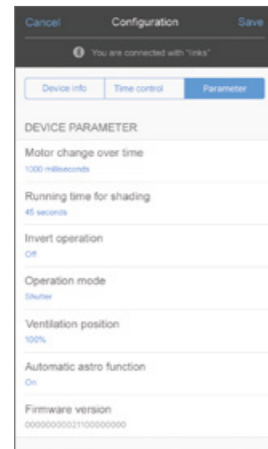 Cancel Configuration Save
You are connected with "links"
Device info Time control Parameter
DEVICE PARAMETER
Motor change over time
1000 milliseconds
Running time for shading
45 seconds
Invert operation
Off
Operation mode
Shutter
Ventilation position
100%
Automatic astro function
On
Firmware version